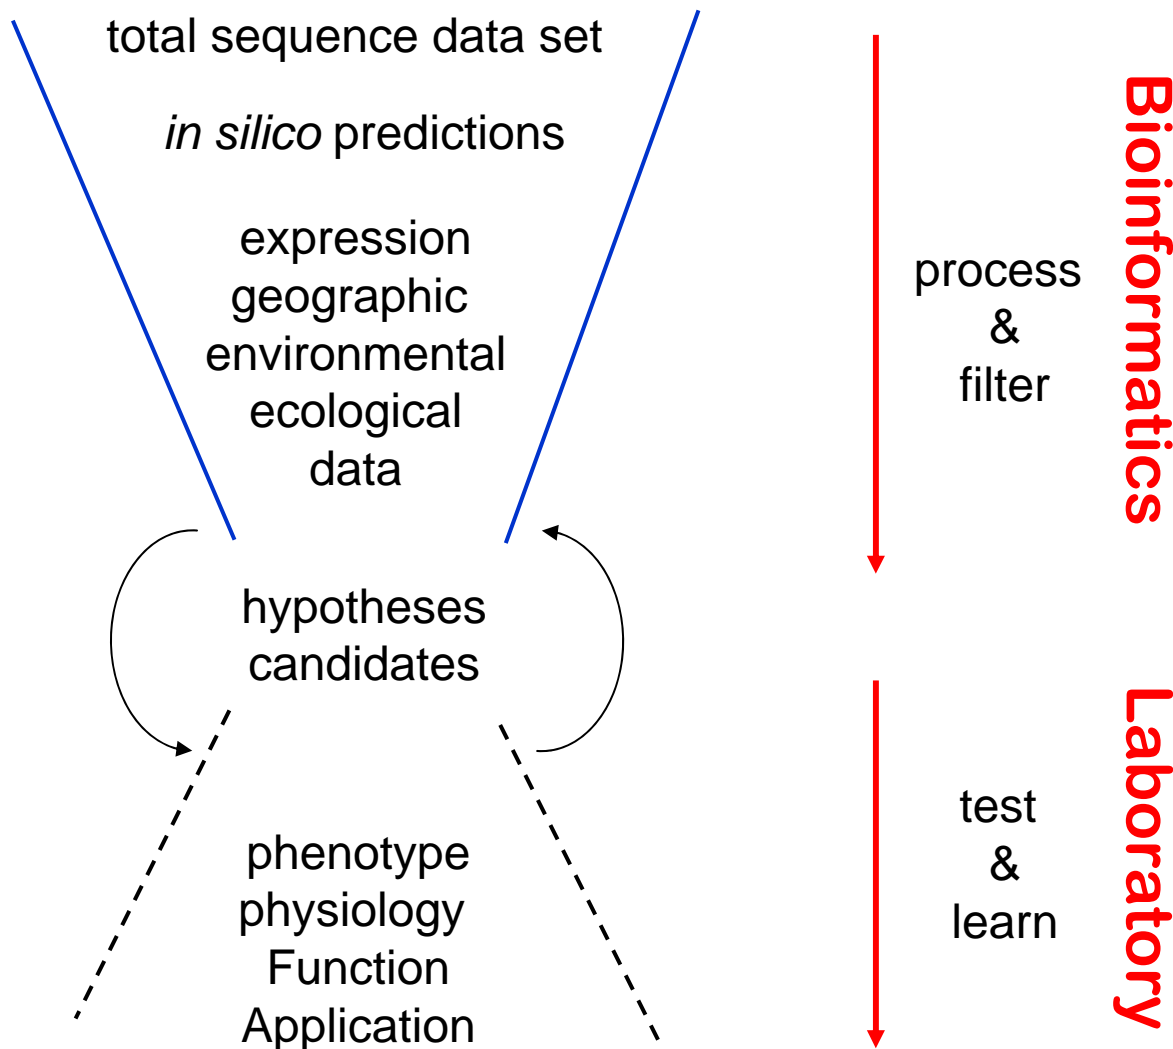 total sequence data set
in silico predictions
expression
geographic
environmental
ecological
data
hypotheses
candidates
phenotype
physiology
Function
Application
process
&
filter
test
&
learn
Bioinformatics
Laboratory